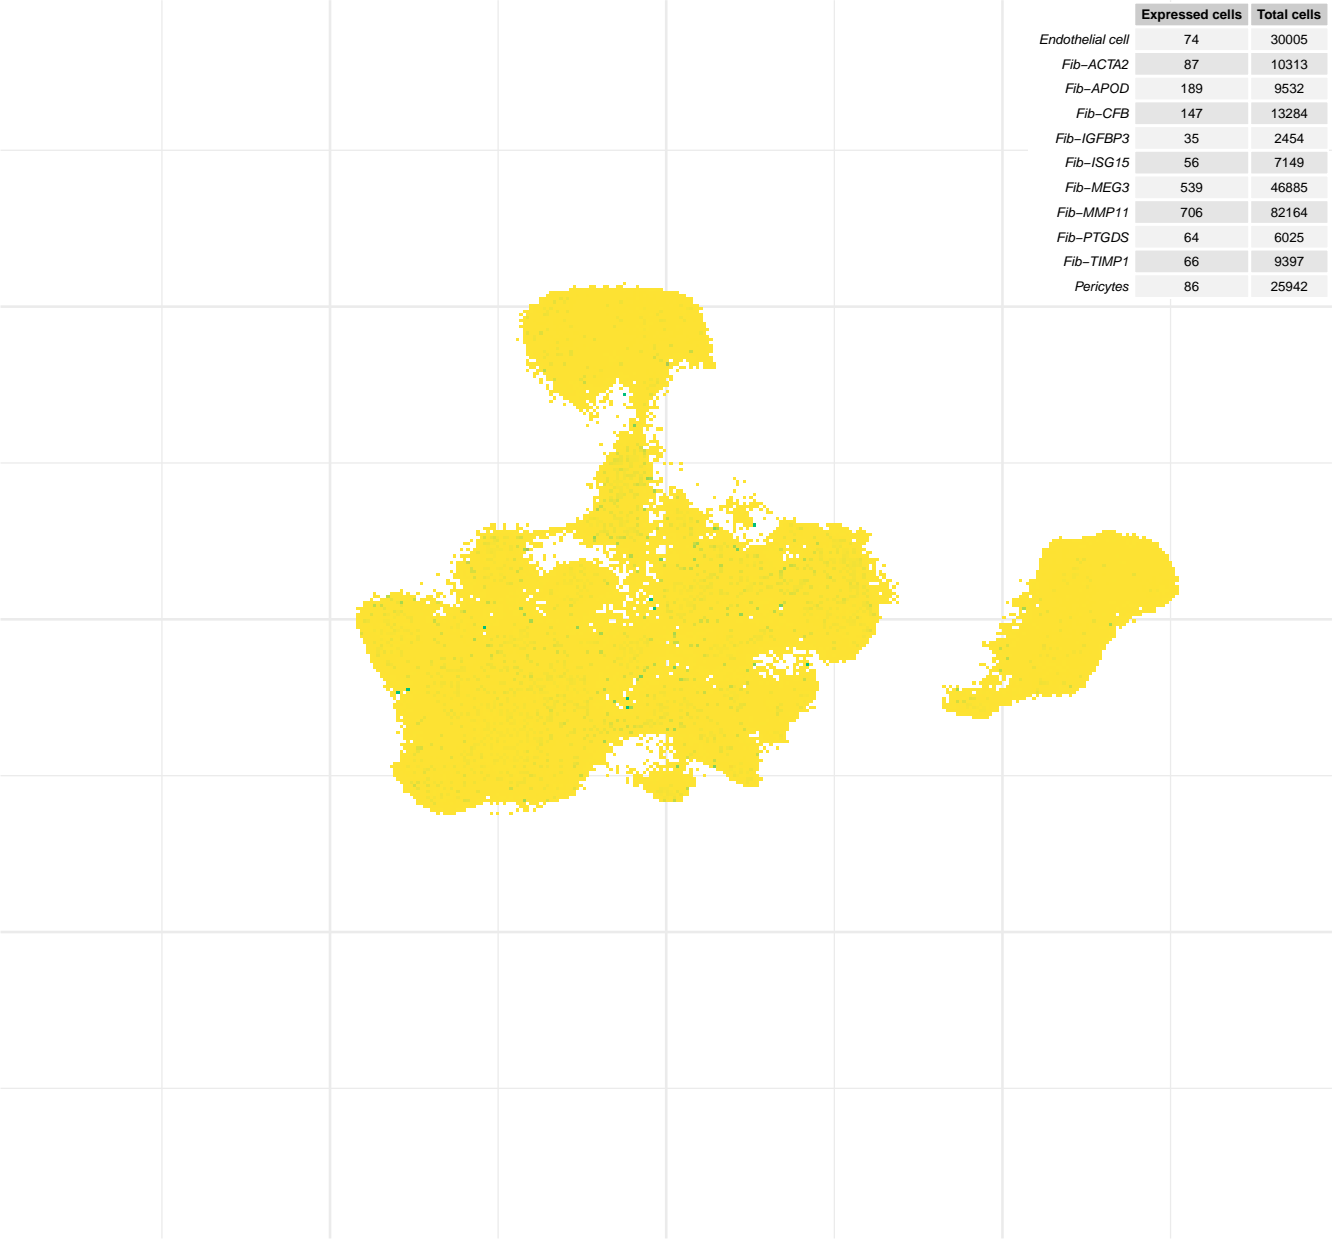 Expressed cells Total cells
Endothelial cell 74 30005
Fib−ACTA2 87 10313
Fib−APOD 189 9532
Fib−CFB 147 13284
Fib−IGFBP3 35 2454
Fib−ISG15 56 7149
Fib−MEG3 539 46885
Fib−MMP11 706 82164
Fib−PTGDS 64 6025
Fib−TIMP1 66 9397
Pericytes 86 25942